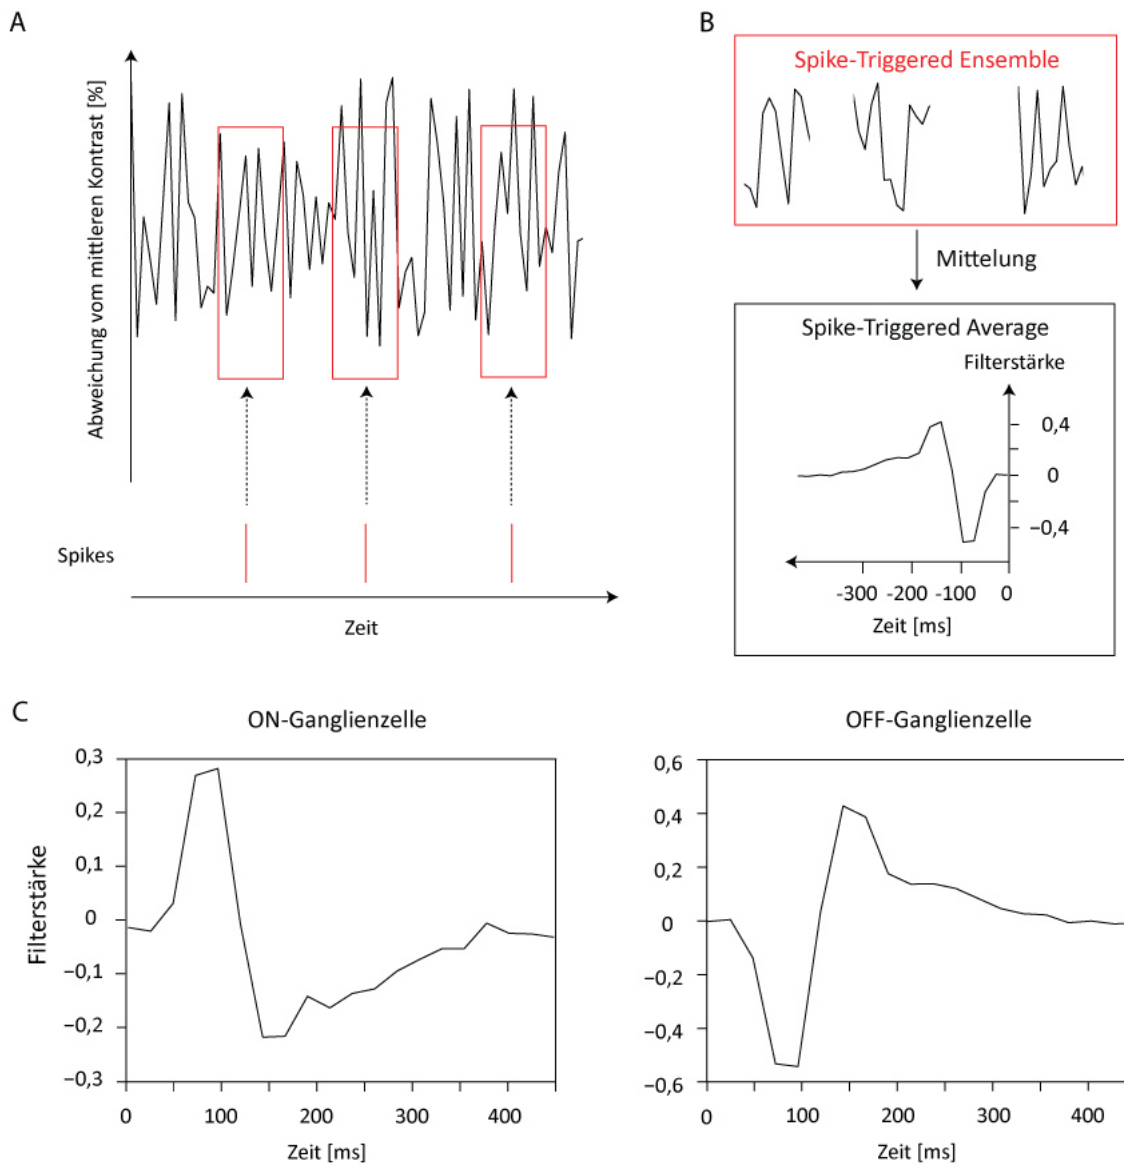 A
Abweichung vom mittleren Kontrast [%]
Spikes
Zeit
B
Spike-Triggered Ensemble
Mittelung
Spike-Triggered Average
Filterstärke
0,4
0
-0,4
-300 -200 -100 0
Zeit [ms]
C
ON-Ganglienzelle
Filterstärke
0,3
0,2
0,1
0
−0,1
−0,2
−0,3
0 100 200 300 400
Zeit [ms]
OFF-Ganglienzelle
0,6
0,4
0,2
0
−0,2
−0,4
−0,6
0 100 200 300 400
Zeit [ms]